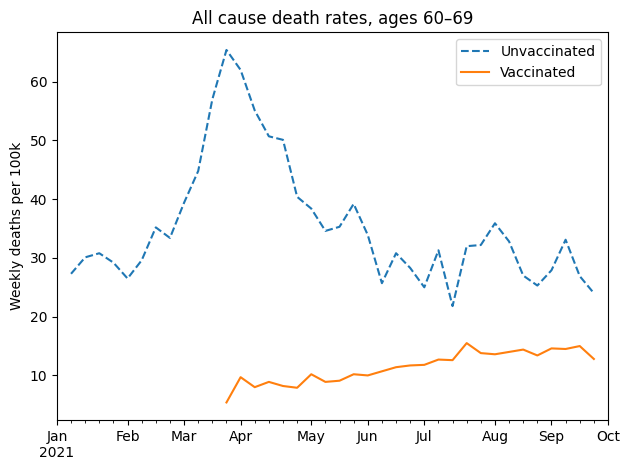 All cause death rates, ages 60–69
Weekly deaths per 100k
60
50
40
30
20
10
Unvaccinated
Vaccinated
Jan Feb Mar Apr May Jun Jul Aug Sep Oct
2021